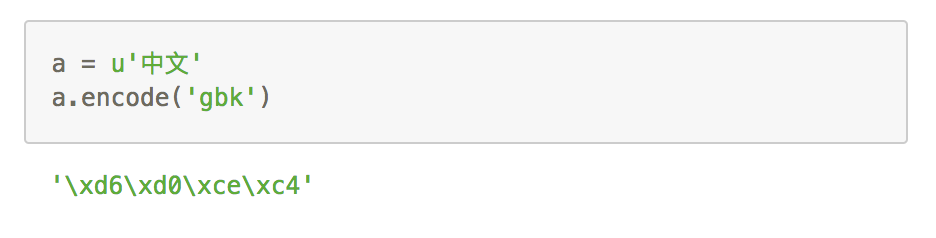 a = u'中文'
a.encode('gbk')
'\xd6\xd0\xce\xc4'